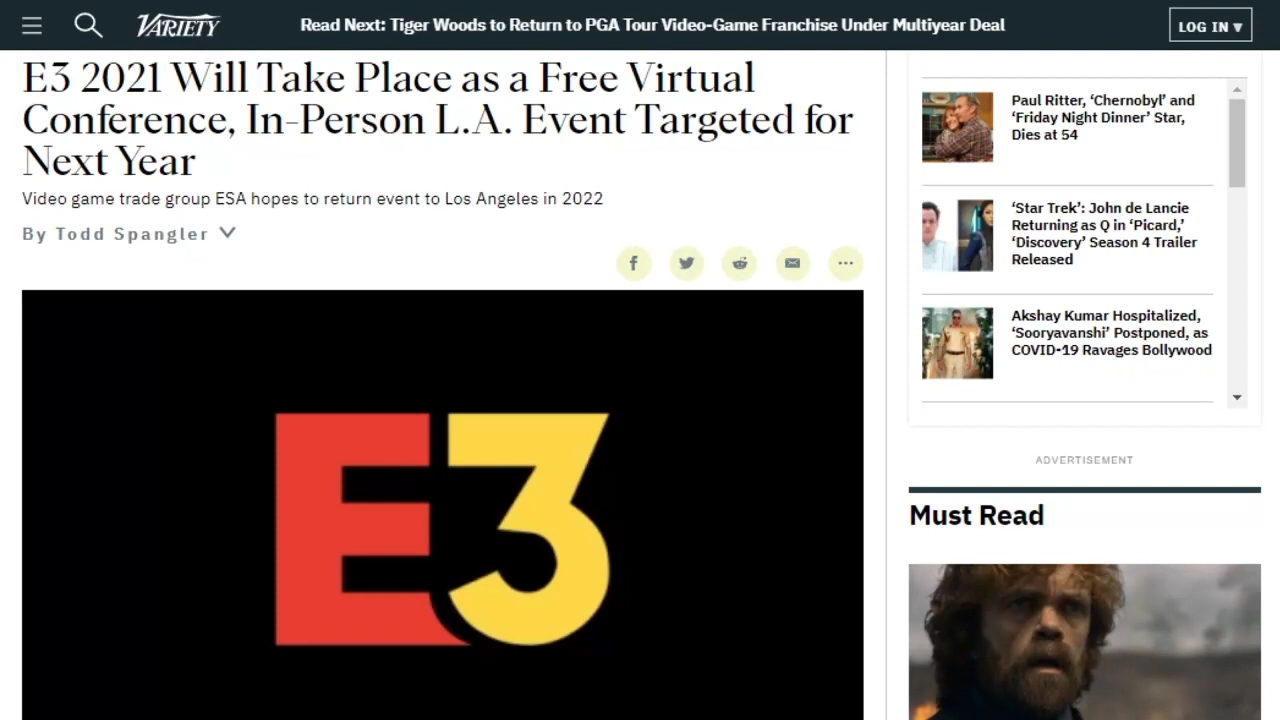 VARIETY
Read Next: Tiger Woods to Return to PGA Tour Video-Game Franchise Under Multiyear Deal
LOG IN ▾
E3 2021 Will Take Place as a Free Virtual
Conference, In-Person L.A. Event Targeted for
Next Year
Video game trade group ESA hopes to return event to Los Angeles in 2022
By Todd Spangler
E3
Paul Ritter, ‘Chernobyl’ and
‘Friday Night Dinner’ Star,
Dies at 54
‘Star Trek’: John de Lancie
Returning as Q in ‘Picard,’
‘Discovery’ Season 4 Trailer
Released
Akshay Kumar Hospitalized,
‘Sooryavanshi’ Postponed, as
COVID-19 Ravages Bollywood
ADVERTISEMENT
Must Read